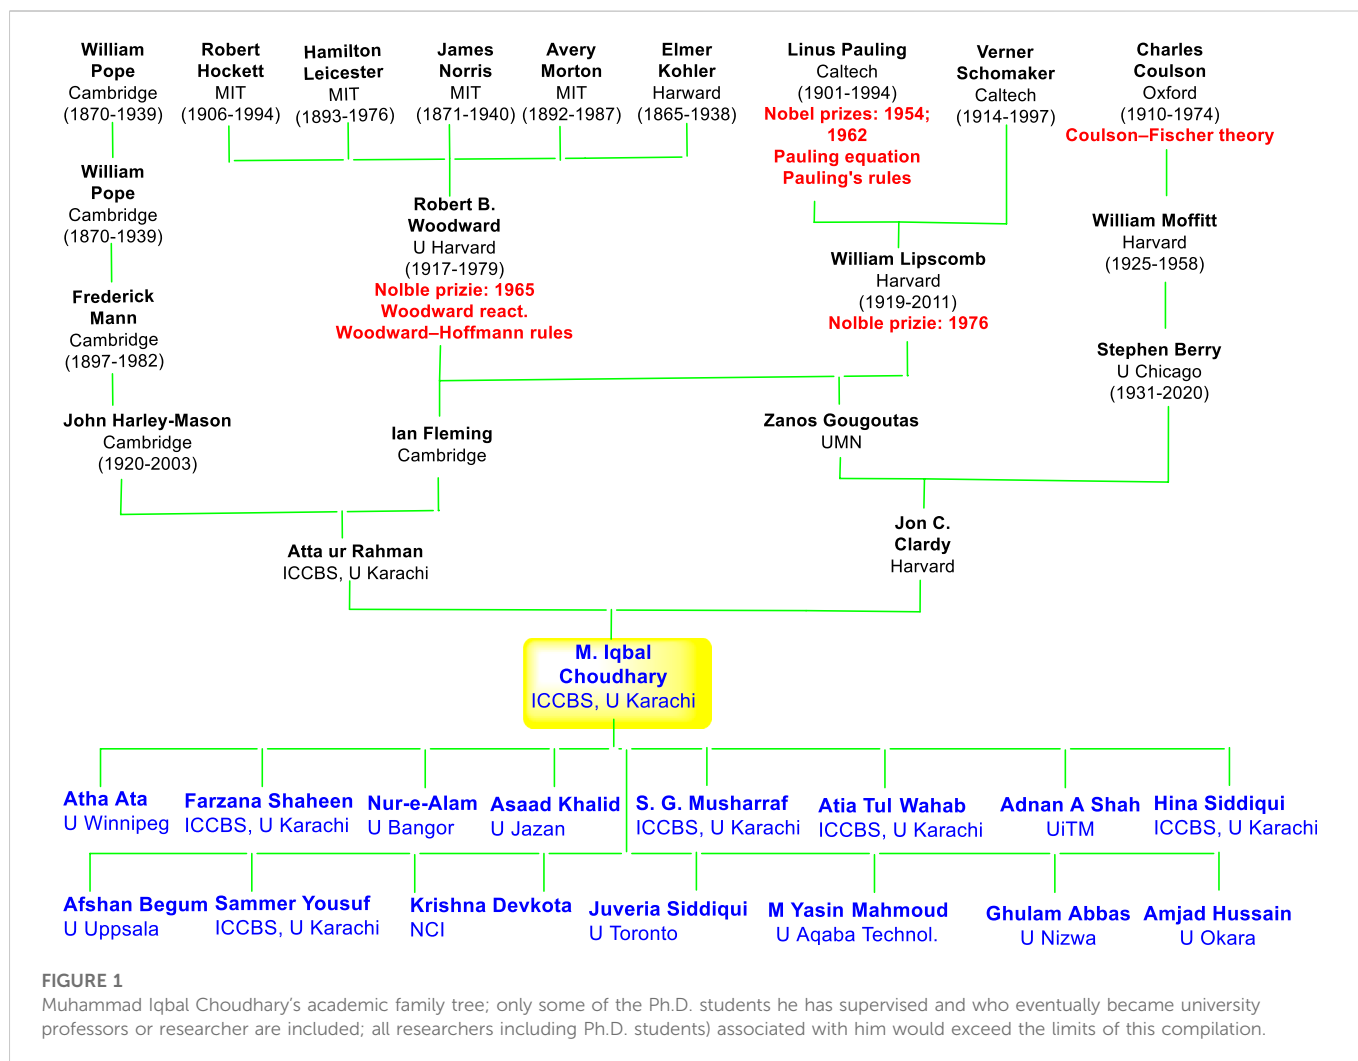 William
Pope
Cambridge
(1870-1939)
Robert
Hockett
MIT
(1906-1994)
Hamilton
Leicester
MIT
(1893-1976)
James
Norris
MIT
(1871-1940)
Avery
Morton
MIT
(1892-1987)
Elmer
Kohler
Harward
(1865-1938)
Linus Pauling
Caltech
(1901-1994)
Nobel prizes: 1954;
1962
Pauling equation
Pauling's rules
Verner
Schomaker
Caltech
(1914-1997)
Charles
Coulson
Oxford
(1910-1974)
Coulson–Fischer theory
William
Pope
Cambridge
(1870-1939)
Robert B.
Woodward
U Harvard
(1917-1979)
Nolble prizie: 1965
Woodward react.
Woodward–Hoffmann rules
William Lipscomb
Harvard
(1919-2011)
Nolble prizie: 1976
William Moffitt
Harvard
(1925-1958)
Frederick
Mann
Cambridge
(1897-1982)
Stephen Berry
U Chicago
(1931-2020)
John Harley-Mason
Cambridge
(1920-2003)
Ian Fleming
Cambridge
Zanos Gougoutas
UMN
Atta ur Rahman
ICCBS, U Karachi
Jon C.
Clardy
Harvard
M. Iqbal
Choudhary
ICCBS, U Karachi
Atha Ata
U Winnipeg
Farzana Shaheen
ICCBS, U Karachi
Nur-e-Alam
U Bangor
Asaad Khalid
U Jazan
S. G. Musharraf
ICCBS, U Karachi
Atia Tul Wahab
ICCBS, U Karachi
Adnan A Shah
UiTM
Hina Siddiqui
ICCBS, U Karachi
Afshan Begum
U Uppsala
Sammer Yousuf
ICCBS, U Karachi
Krishna Devkota
NCI
Juveria Siddiqui
U Toronto
M Yasin Mahmoud
U Aqaba Technol.
Ghulam Abbas
U Nizwa
Amjad Hussain
U Okara
FIGURE 1
Muhammad Iqbal Choudhary's academic family tree; only some of the Ph.D. students he has supervised and who eventually became university
professors or researcher are included; all researchers including Ph.D. students) associated with him would exceed the limits of this compilation.